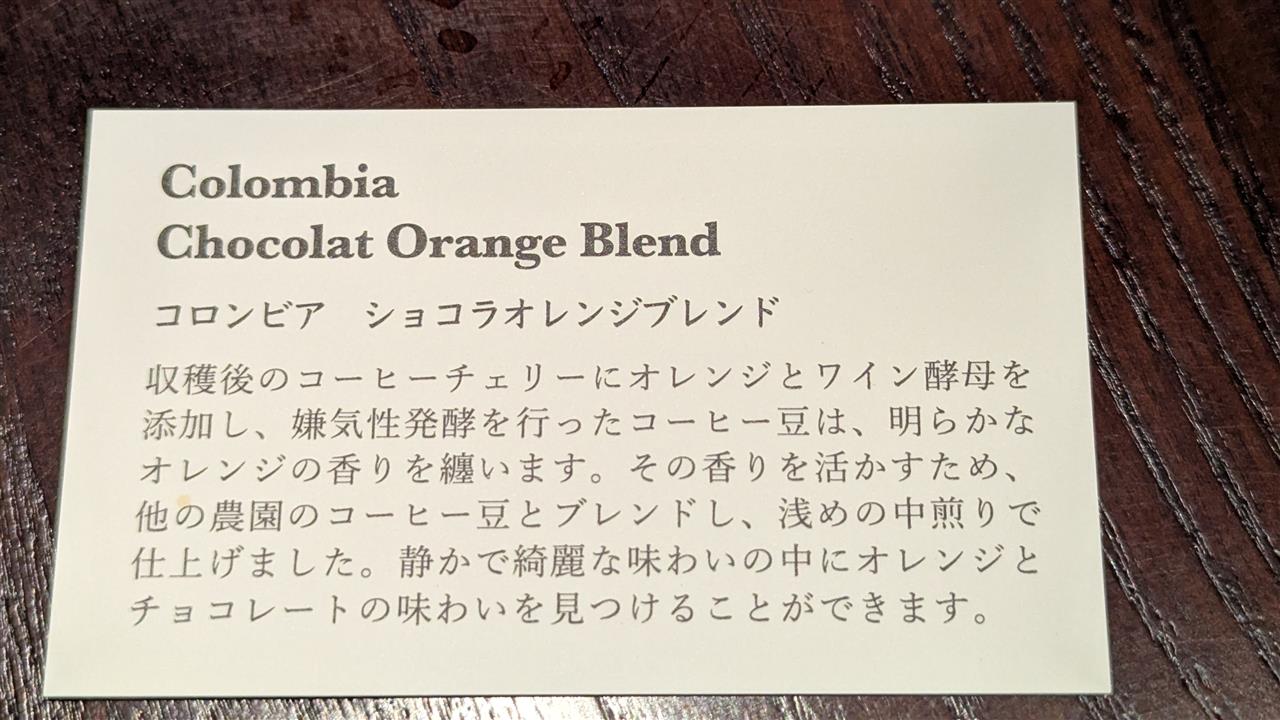 Colombia
Chocolat Orange Blend
コロンビア　ショコラオレンジブレンド
収穫後のコーヒーチェリーにオレンジとワイン酵母を
添加し、嫌気性発酵を行ったコーヒー豆は、明らかな
オレンジの香りを纏います。その香りを活かすため、
他の農園のコーヒー豆とブレンドし、浅めの中煎りで
仕上げました。静かで綺麗な味わいの中にオレンジと
チョコレートの味わいを見つけることができます。